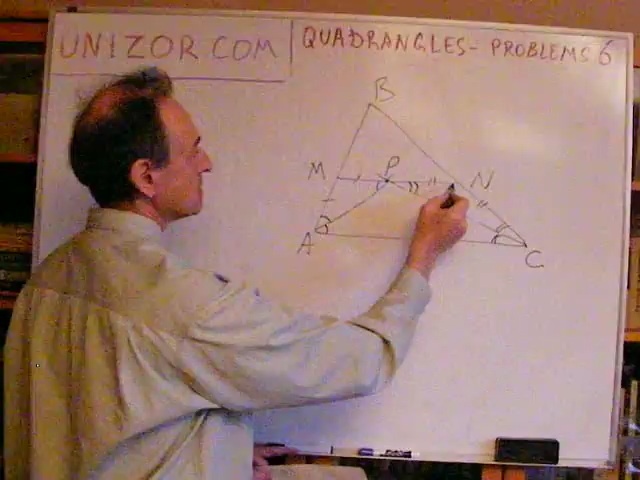 UNIZOR.COM
QUADRANGLES - PROBLEMS 6
B
M P N
A C